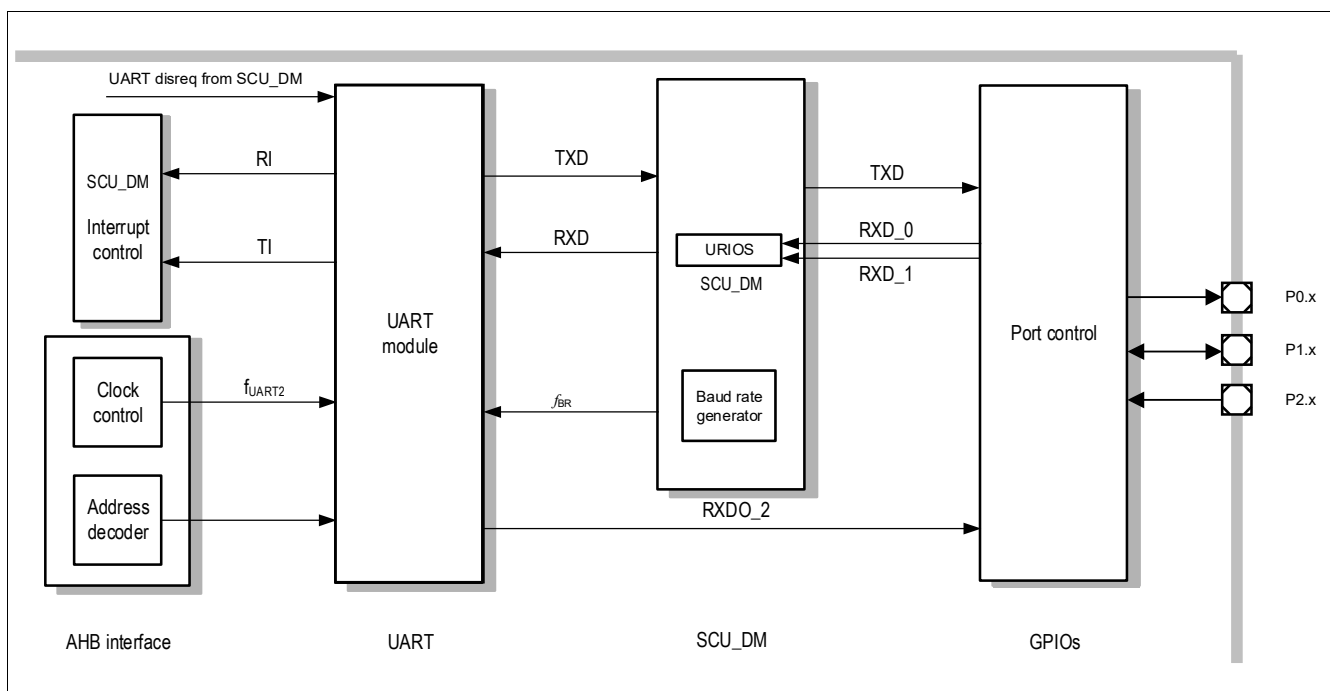 UART disreq from SCU_DM
RI
SCU_DM
Interrupt
control
TI
UART
module
TXD
RXD
TXD
RXD_0
RXD_1
URIOS
SCU_DM
Port control
P0.x
P1.x
P2.x
Clock
control
fUART2
fBR
Baud rate
generator
Address
decoder
RXDO_2
AHB interface
UART
SCU_DM
GPIOs